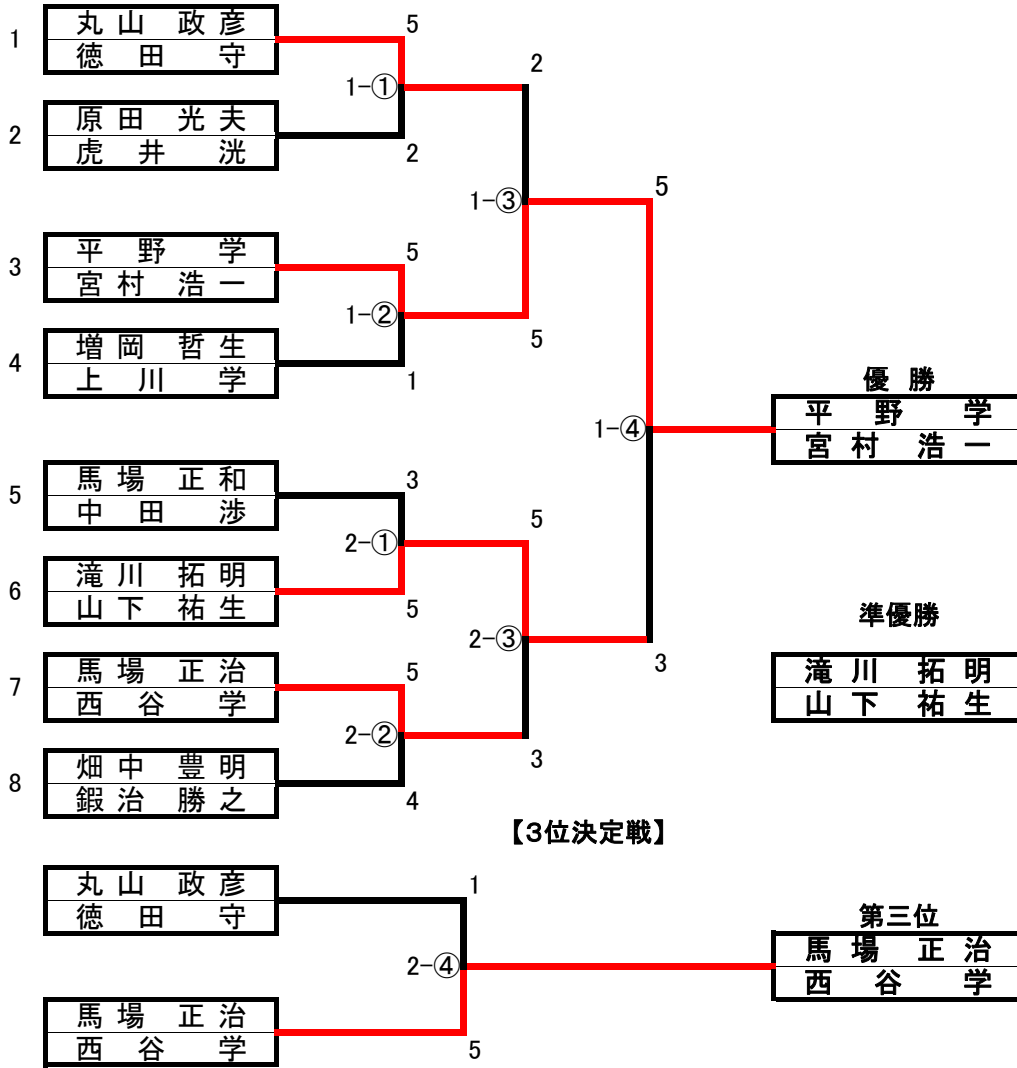 1
丸山 政彦
徳田 守
5
1-①
2
2
原田 光夫
虎井 洸
2
1-③
5
3
平野 学
宮村 浩一
5
1-②
5
4
増岡 哲生
上川 学
1
優勝
平野 学
宮村 浩一
1-④
5
馬場 正和
中田 渉
3
5
2-①
6
滝川 拓明
山下 祐生
5
準優勝
2-③
3
滝川 拓明
山下 祐生
7
馬場 正治
西谷 学
5
2-②
3
8
畑中 豊明
鍜治 勝之
4
【3位決定戦】
丸山 政彦
徳田 守
1
第三位
2-④
馬場 正治
西谷 学
馬場 正治
西谷 学
5